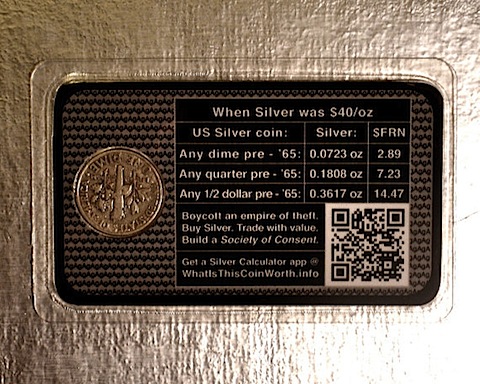 When Silver was $40/oz
US Silver coin: Silver: $FRN
Any dime pre - '65: 0.0723 oz 2.89
Any quarter pre - '65: 0.1808 oz 7.23
Any 1/2 dollar pre - '65: 0.3617 oz 14.47
Boycott an empire of theft.
Buy Silver. Trade with value.
Build a Society of Consent.
Get a Silver Calculator app @
WhatIsThisCoinWorth.info